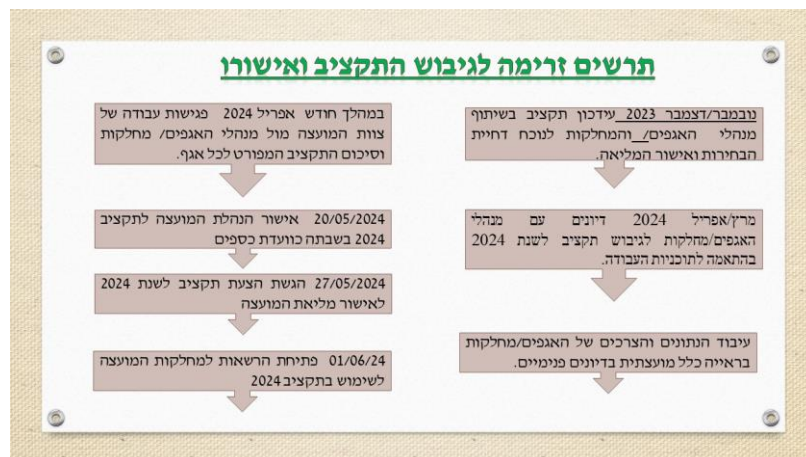 תרשים זרימה לגיבוש התקציב ואישורו
נובמבר/דצמבר 2023 עידכון תקציב בשיתוף
מנהלי האגפים/ והמחלקות לנוכח דחיית
הבחירות ואישור המליאה.
מרץ/אפריל 2024 דיונים עם מנהלי
האגפים/מחלקות לגיבוש תקציב לשנת 2024
בהתאמה לתוכניות העבודה.
עיבוד הנתונים והצרכים של האגפים/מחלקות
בראייה כלל מועצתית בדיונים פנימיים.
במהלך חודש אפריל 2024 פגישות עבודה של
צוות המועצה מול מנהלי האגפים/ מחלקות
וסיכום התקציב המפורט לכל אגף.
20/05/2024 אישור הנהלת המועצה לתקציב
2024 בשבתה כוועדת כספים
27/05/2024 הגשת הצעת תקציב לשנת 2024
לאישור מליאת המועצה
01/06/24 פתיחת הרשאות למחלקות המועצה
לשימוש בתקציב 2024